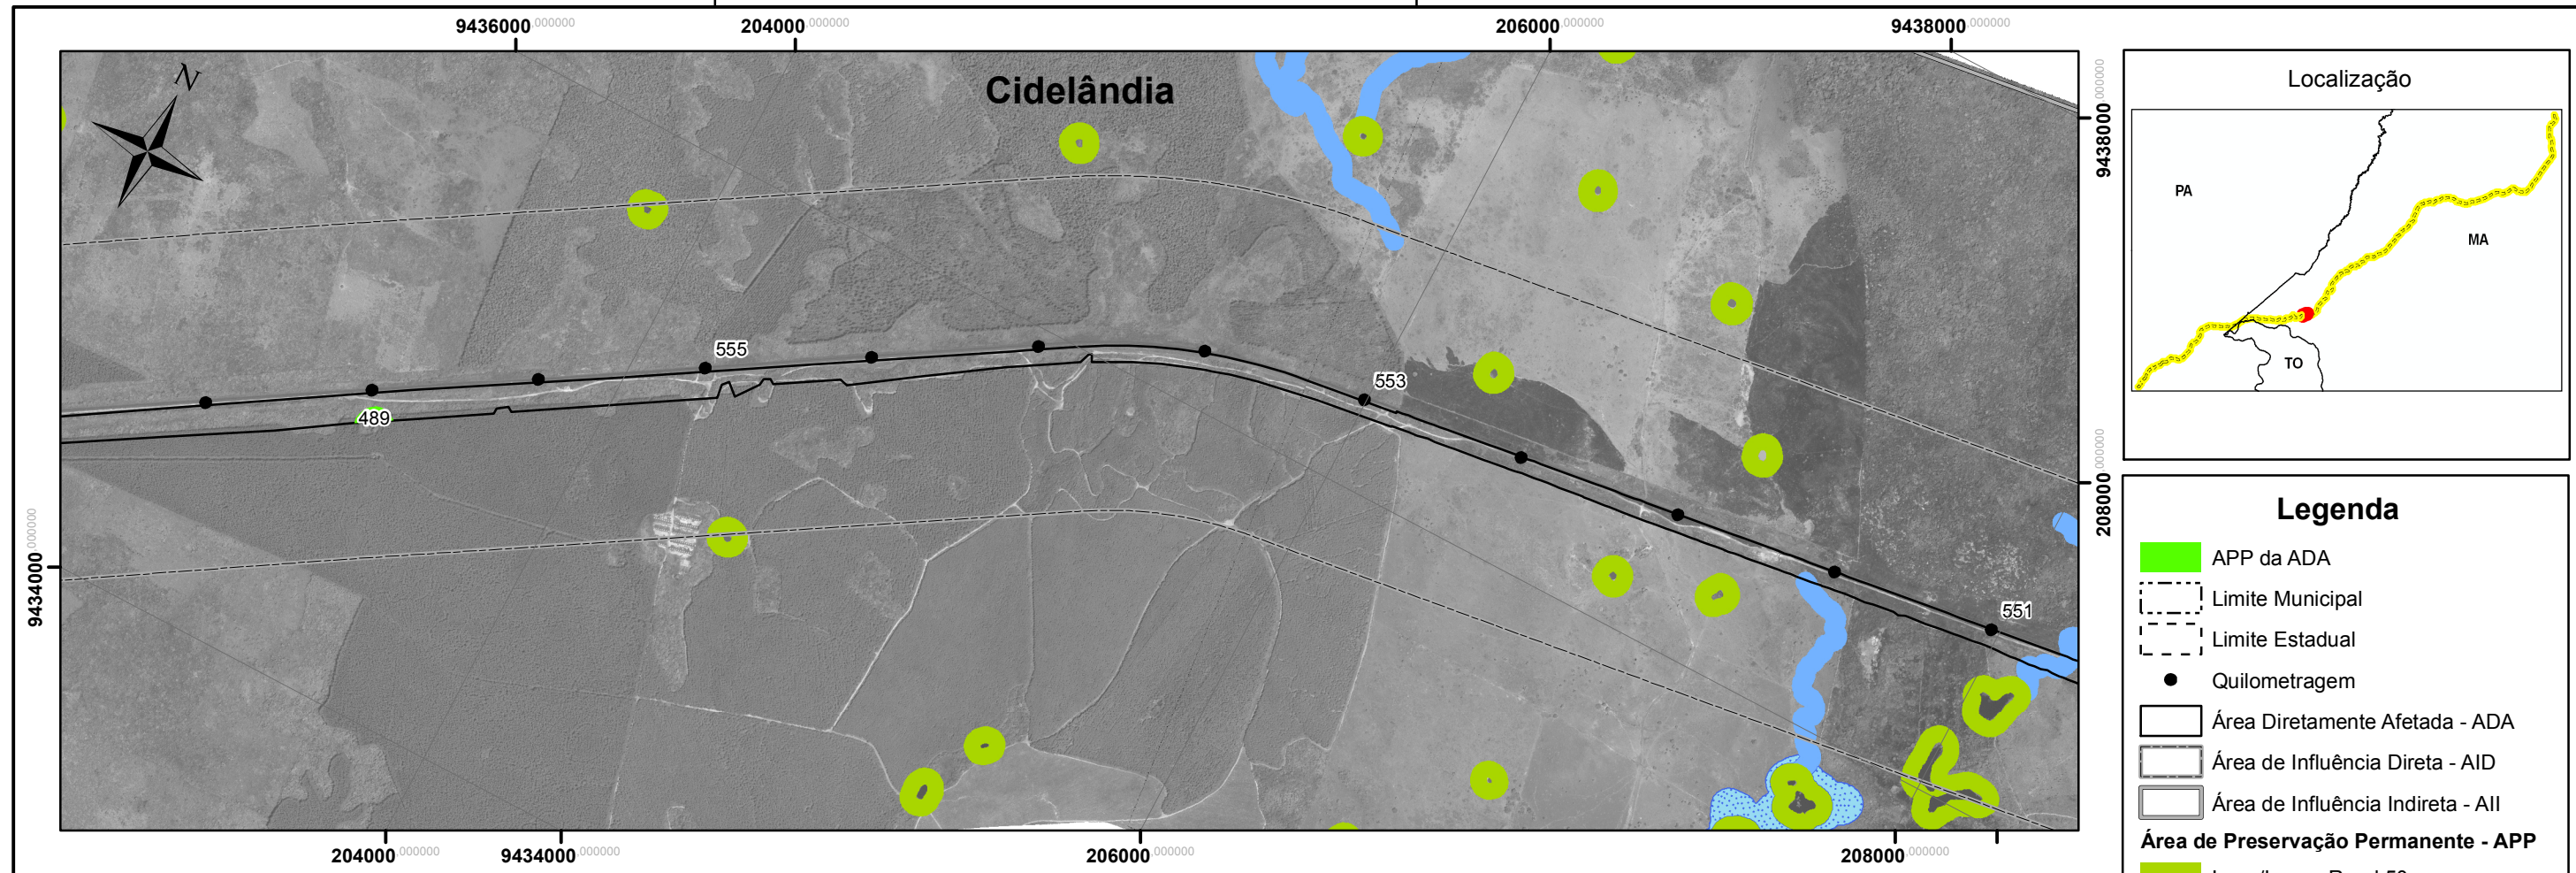 9436000,000000 204000,000000 206000,000000 9438000,000000
N
Cidelândia
9438000,000000
208000,000000
9434000,000000
555
489
553
551
204000,000000 9434000,000000 206000,000000 208000,000000
Localização
PA
MA
TO
Legenda
APP da ADA
Limite Municipal
Limite Estadual
Quilometragem
Área Diretamente Afetada - ADA
Área de Influência Direta - AID
Área de Influência Indireta - AII
Área de Preservação Permanente - APP